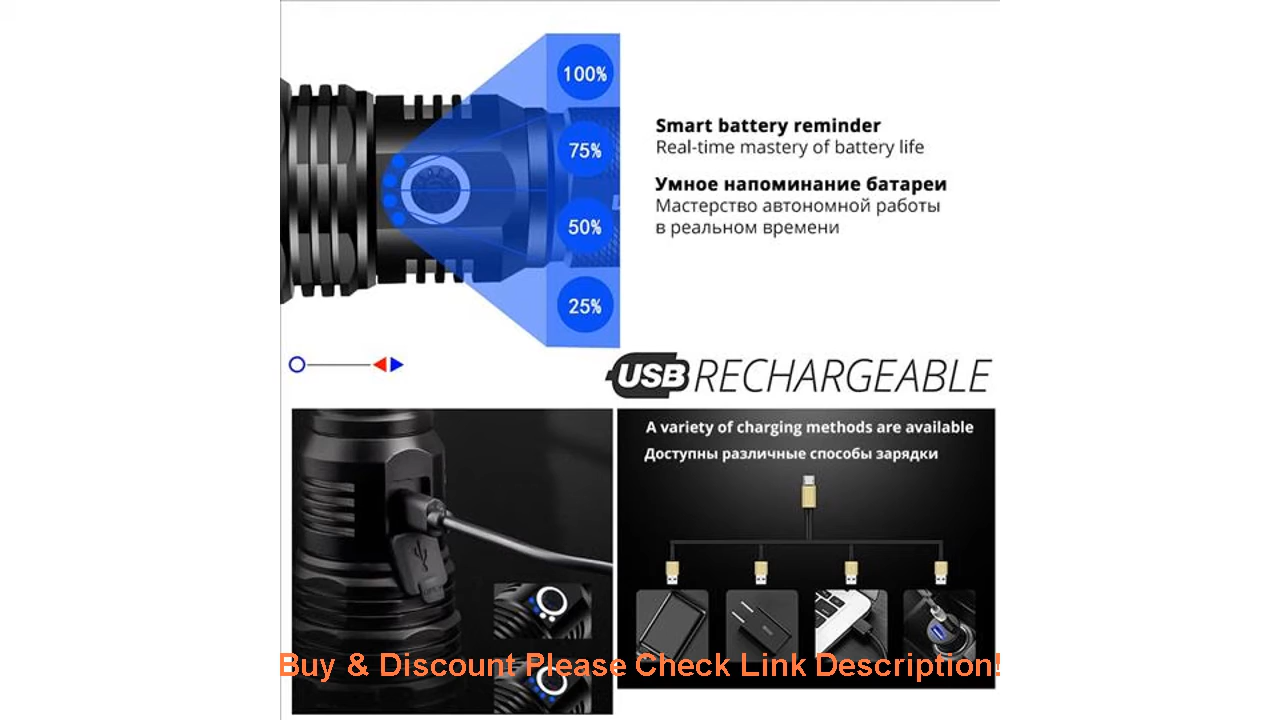 100%
75%
50%
25%
Smart battery reminder
Real-time mastery of battery life
Умное напоминание батареи
Мастерство автономной работы
в реальном времени
USB RECHARGEABLE
A variety of charging methods are available
Доступны различные способы зарядки
Buy & Discount Please Check Link Description!